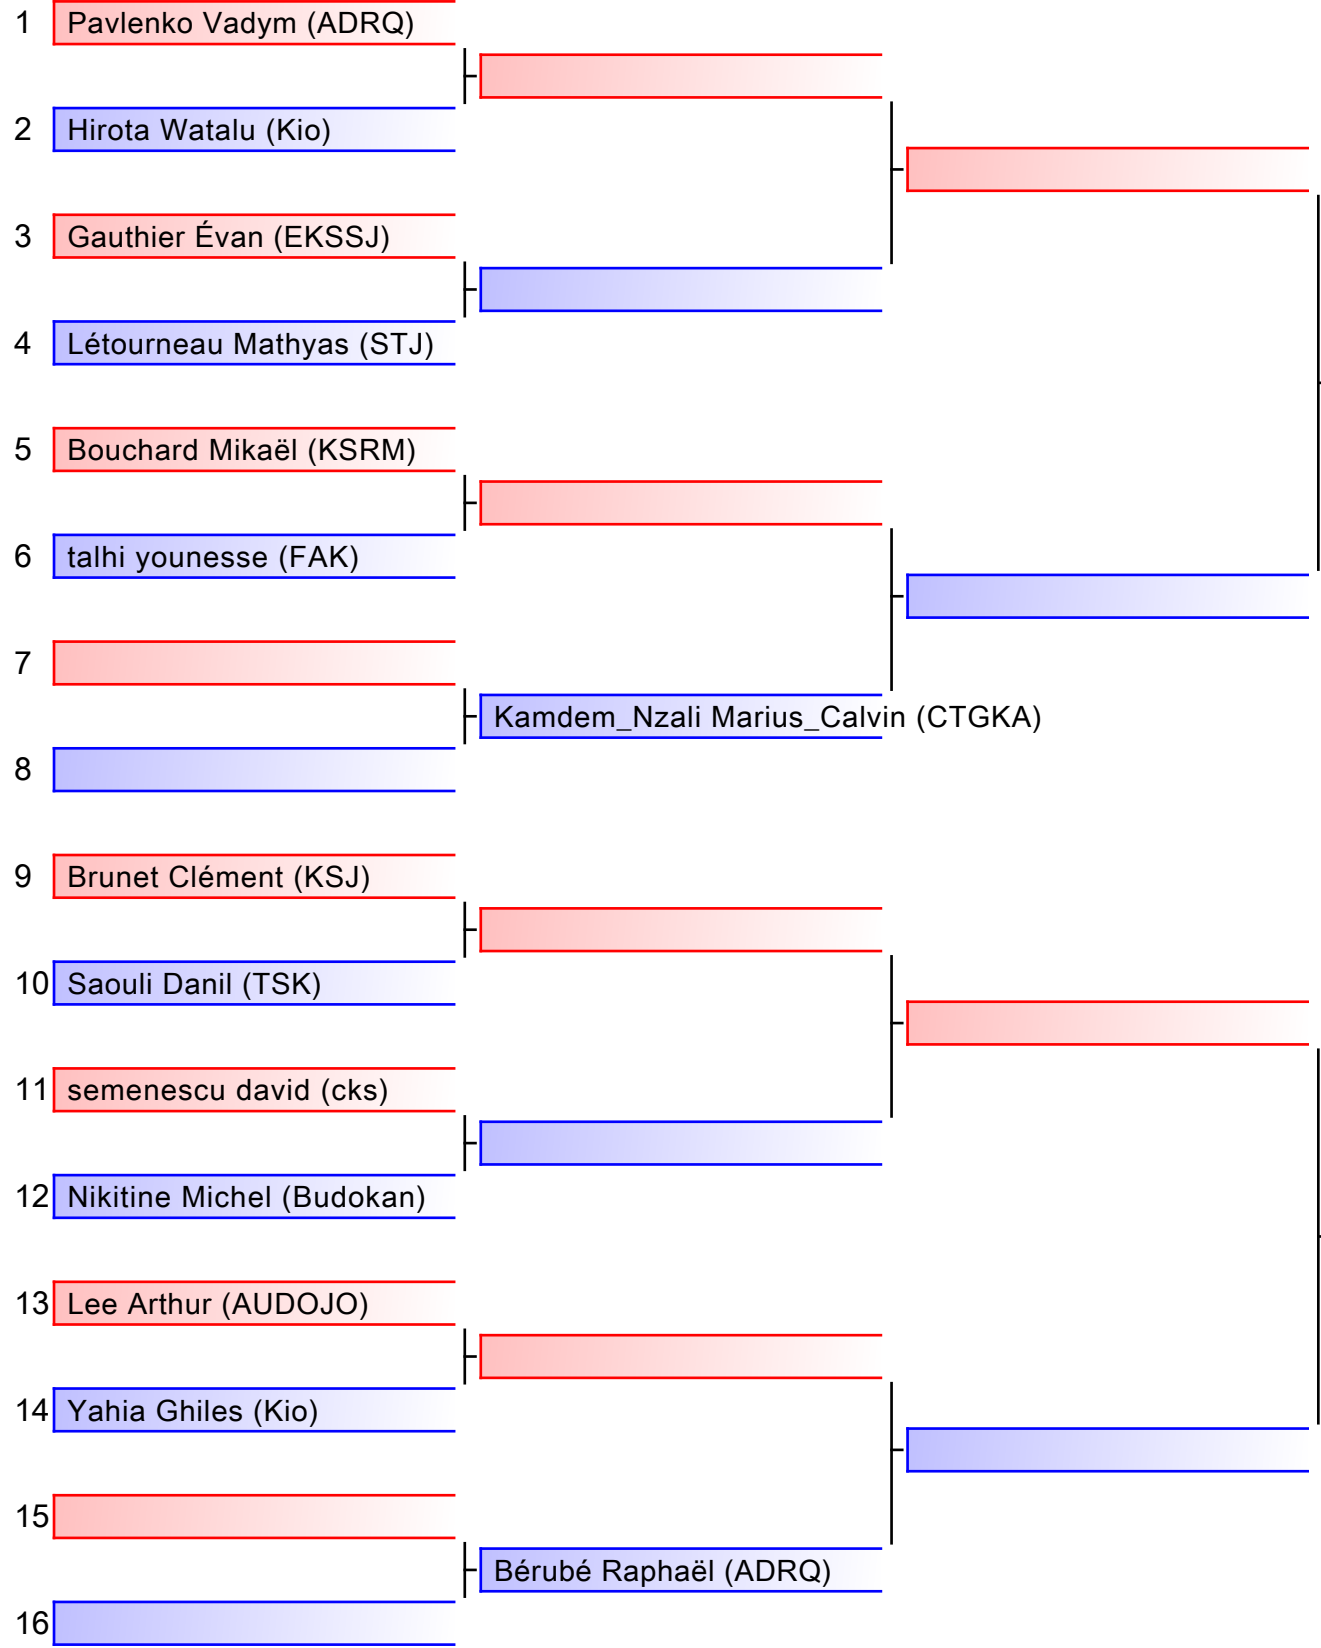 1 Pavlenko Vadym (ADRQ)
2 Hirota Watalu (Kio)
3 Gauthier Évan (EKSSJ)
4 Létourneau Mathyas (STJ)
5 Bouchard Mikaël (KSRM)
6 talhi younesse (FAK)
7
Kamdem_Nzali Marius_Calvin (CTGKA)
8
9 Brunet Clément (KSJ)
10 Saouli Danil (TSK)
11 semenescu david (cks)
12 Nikitine Michel (Budokan)
13 Lee Arthur (AUDOJO)
14 Yahia Ghiles (Kio)
15
Bérubé Raphaël (ADRQ)
16